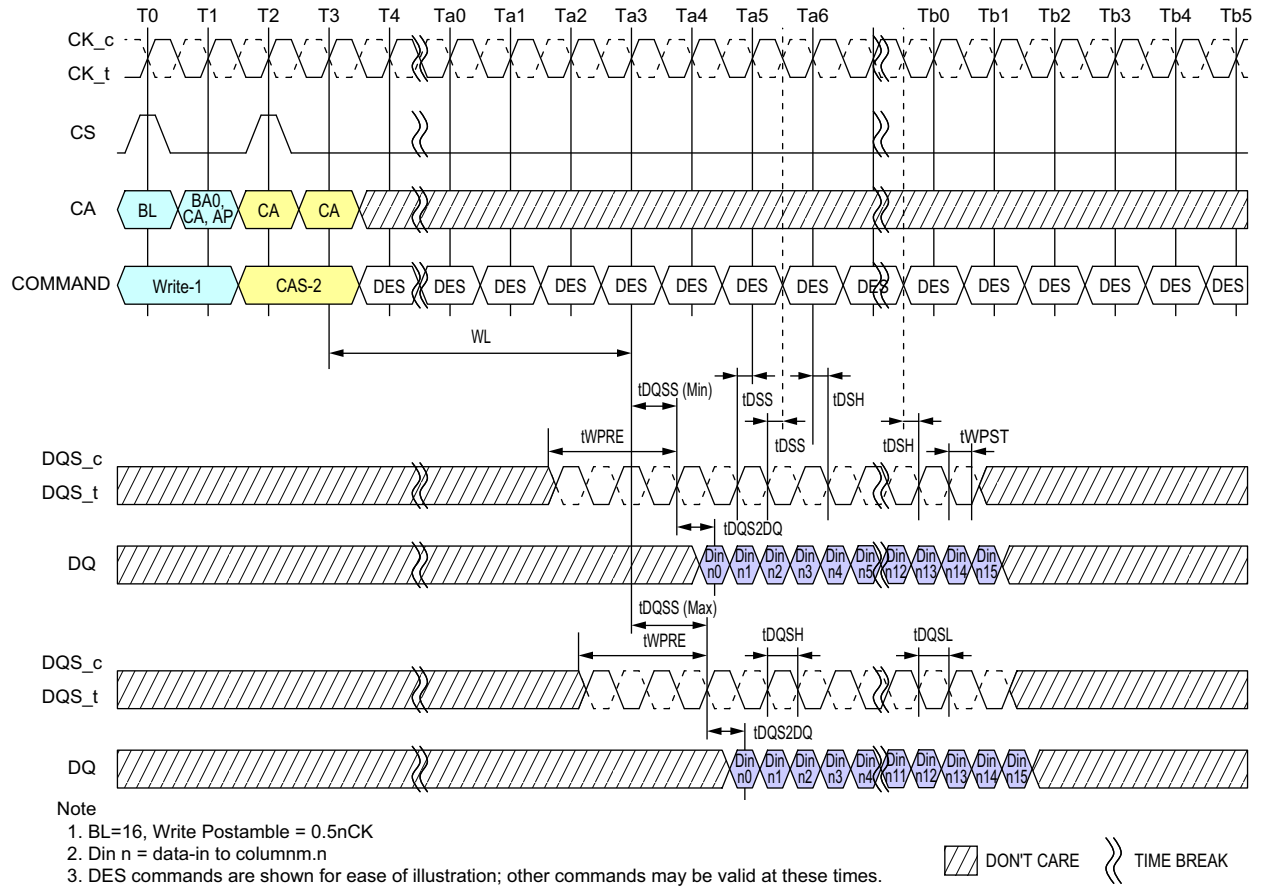 T0 T1 T2 T3 T4 Ta0 Ta1 Ta2 Ta3 Ta4 Ta5 Ta6 Tb0 Tb1 Tb2 Tb3 Tb4 Tb5
CK_c
CK_t
CS
CA BL BA0, CA, AP CA CA
COMMAND Write-1 CAS-2 DES DES DES DES DES DES DES DES DES DES DES DES DES DES DES
WL
tDQSS (Min) tDSS tDSH
tWPRE tDSS tDSH tWPST
DQS_c
DQS_t
tDQS2DQ
DQ Din n0 Din n1 Din n2 Din n3 Din n4 Din n5 Din n12 Din n13 Din n14 Din n15
tDQSS (Max)
tWPRE tDQSH tDQSL
DQS_c
DQS_t
tDQS2DQ
DQ Din n0 Din n1 Din n2 Din n3 Din n4 Din n11 Din n12 Din n13 Din n14 Din n15
Note
1. BL=16, Write Postamble = 0.5nCK
2. Din n = data-in to columnm.n
3. DES commands are shown for ease of illustration; other commands may be valid at these times.
DON'T CARE TIME BREAK